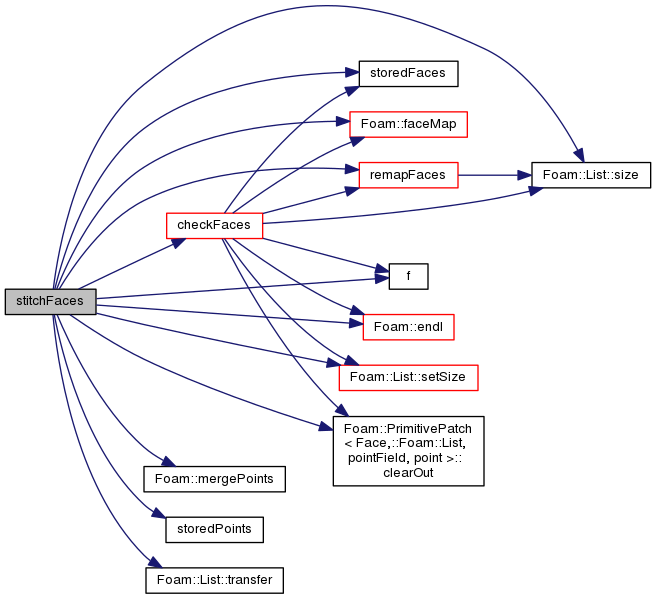 storedFaces
Foam::faceMap
remapFaces
Foam::List::size
checkFaces
f
stitchFaces
Foam::endl
Foam::List::setSize
Foam::PrimitivePatch
< Face,::Foam::List,
pointField, point >::
clearOut
Foam::mergePoints
storedPoints
Foam::List::transfer